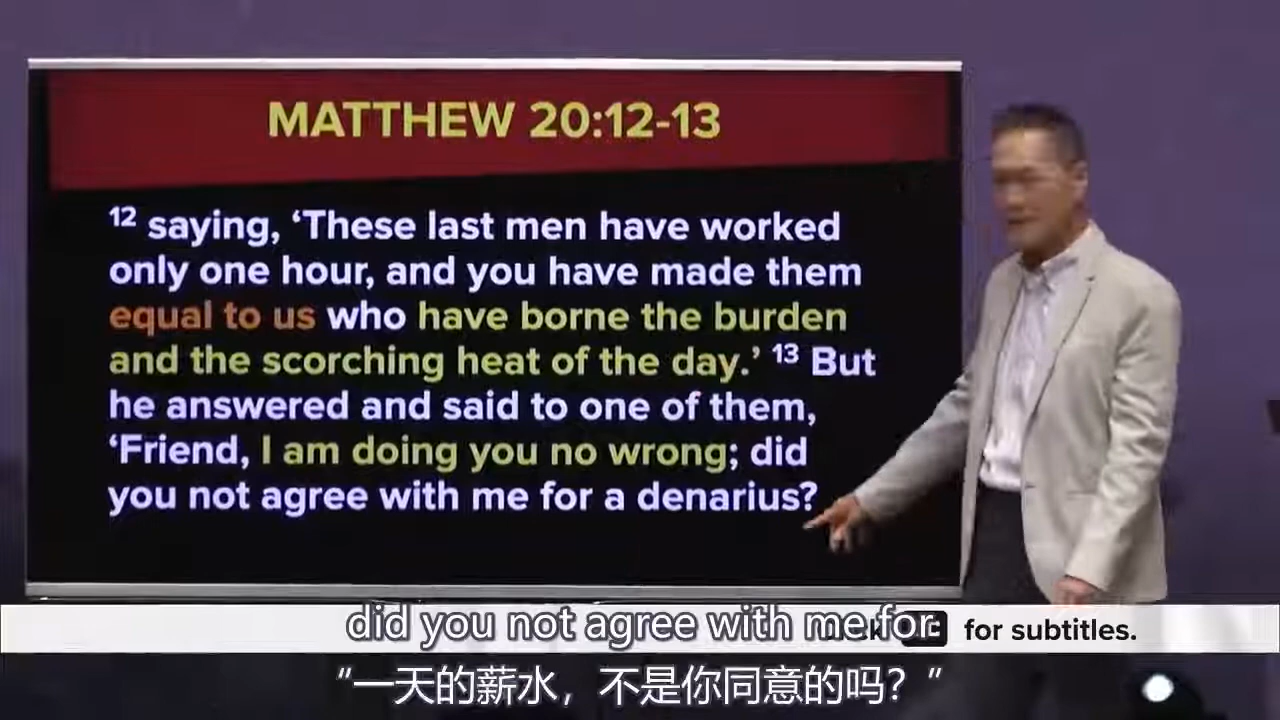 MATTHEW 20:12-13
¹² saying, ‘These last men have worked
only one hour, and you have made them
equal to us who have borne the burden
and the scorching heat of the day.’ ¹³ But
he answered and said to one of them,
‘Friend, I am doing you no wrong; did
you not agree with me for a denarius?
did you not agree with me for
for subtitles.
“一天的薪水，不是你同意的吗？”